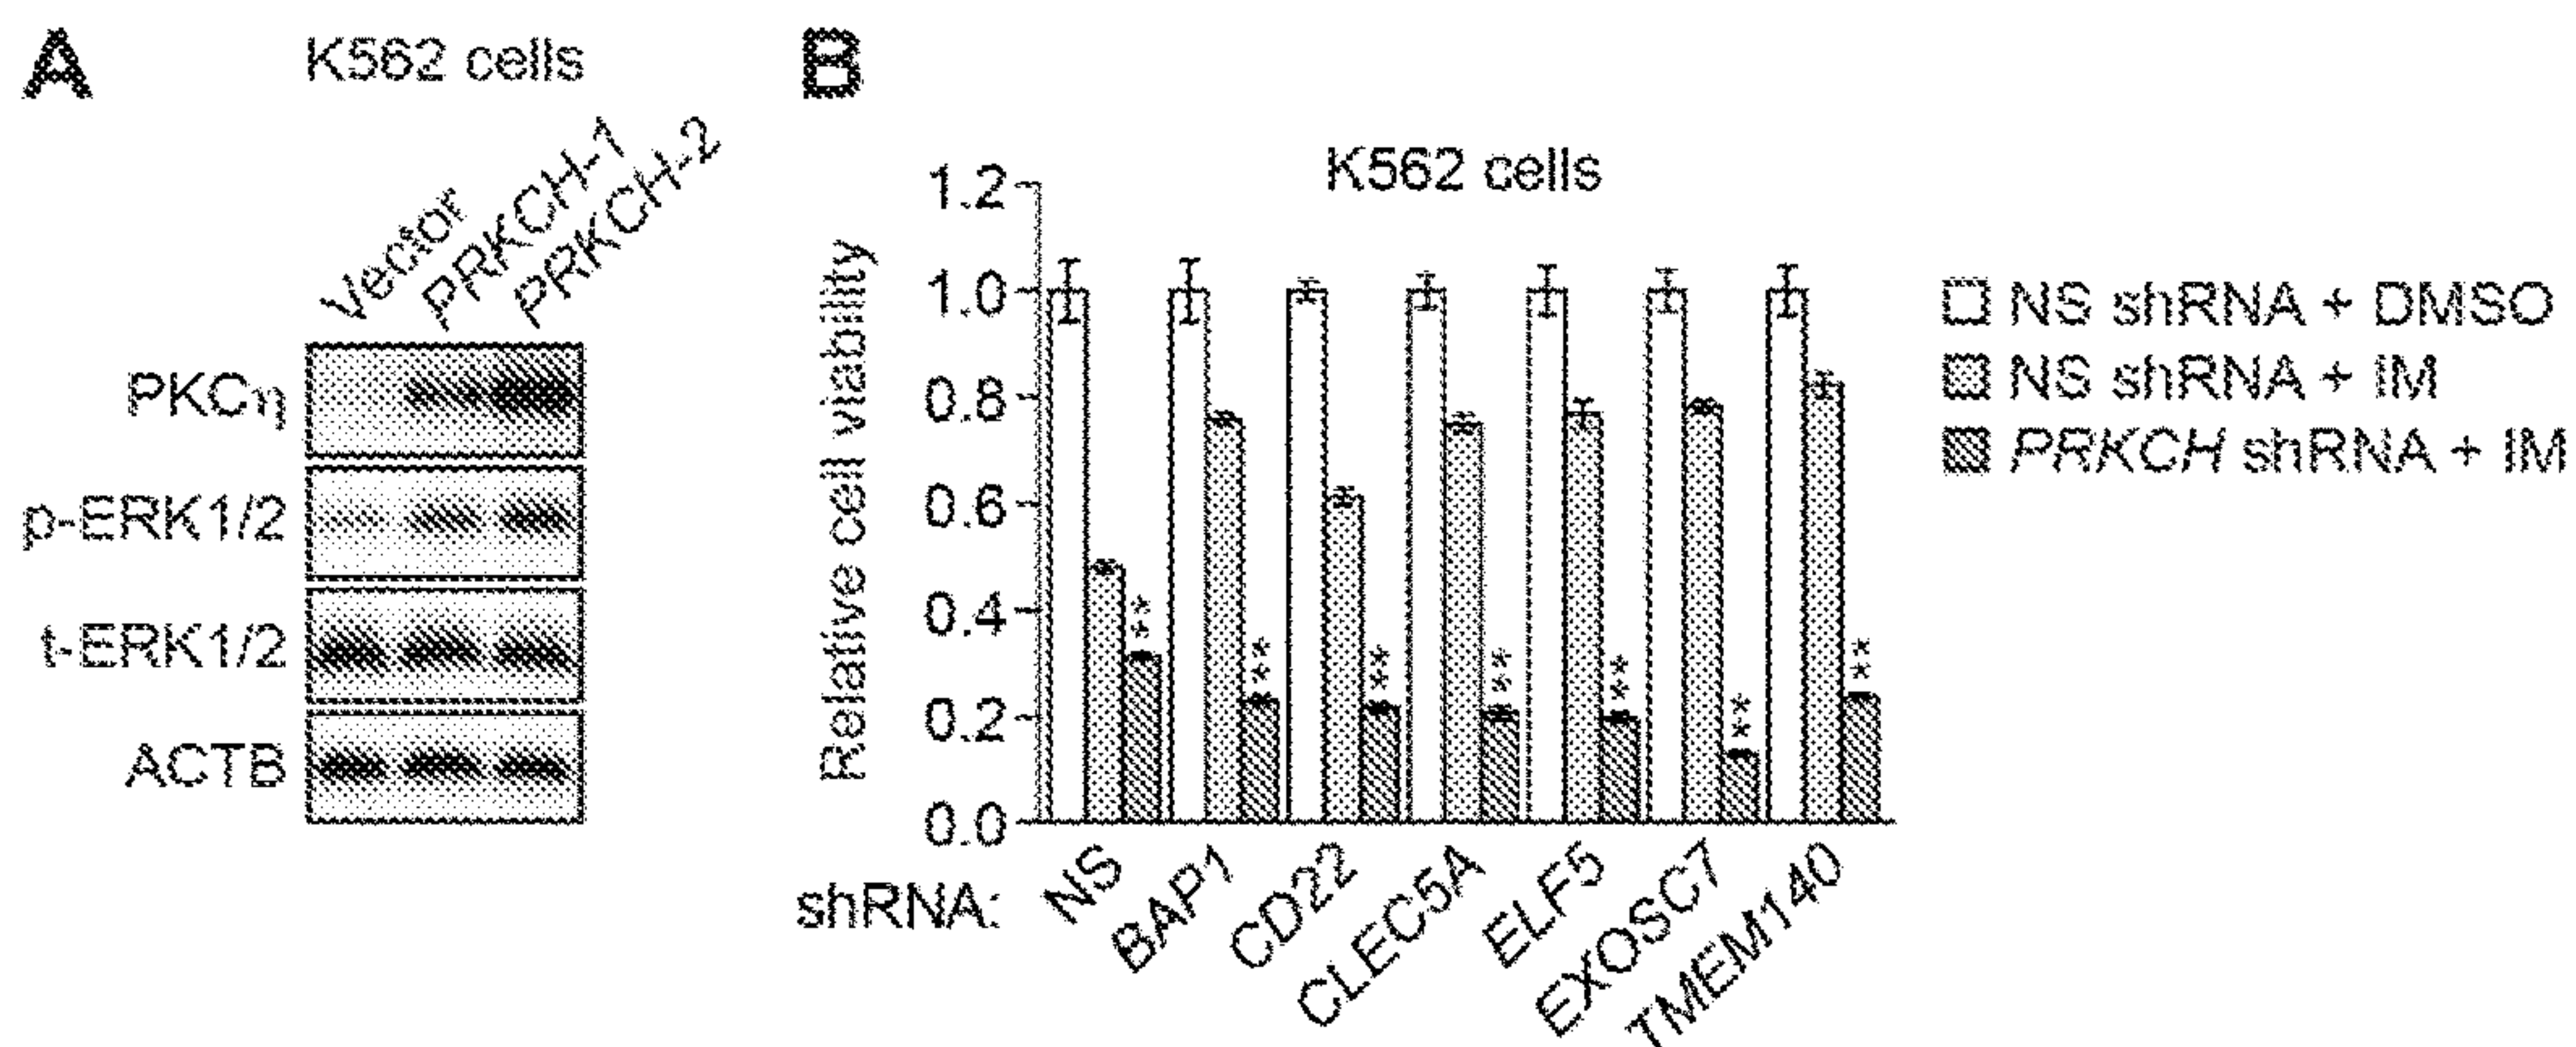 A
K562 cells
Vector
PRKCH-1
PRKCH-2
PKCη
p-ERK1/2
t-ERK1/2
ACTB
B
K562 cells
Relative cell viability
1.2
1.0
0.8
0.6
0.4
0.2
0.0
**
**
**
**
**
**
**
shRNA:
NS
BAP1
CD22
CLEC5A
ELF5
EXOSC7
TMEM140
NS shRNA + DMSO
NS shRNA + IM
PRKCH shRNA + IM